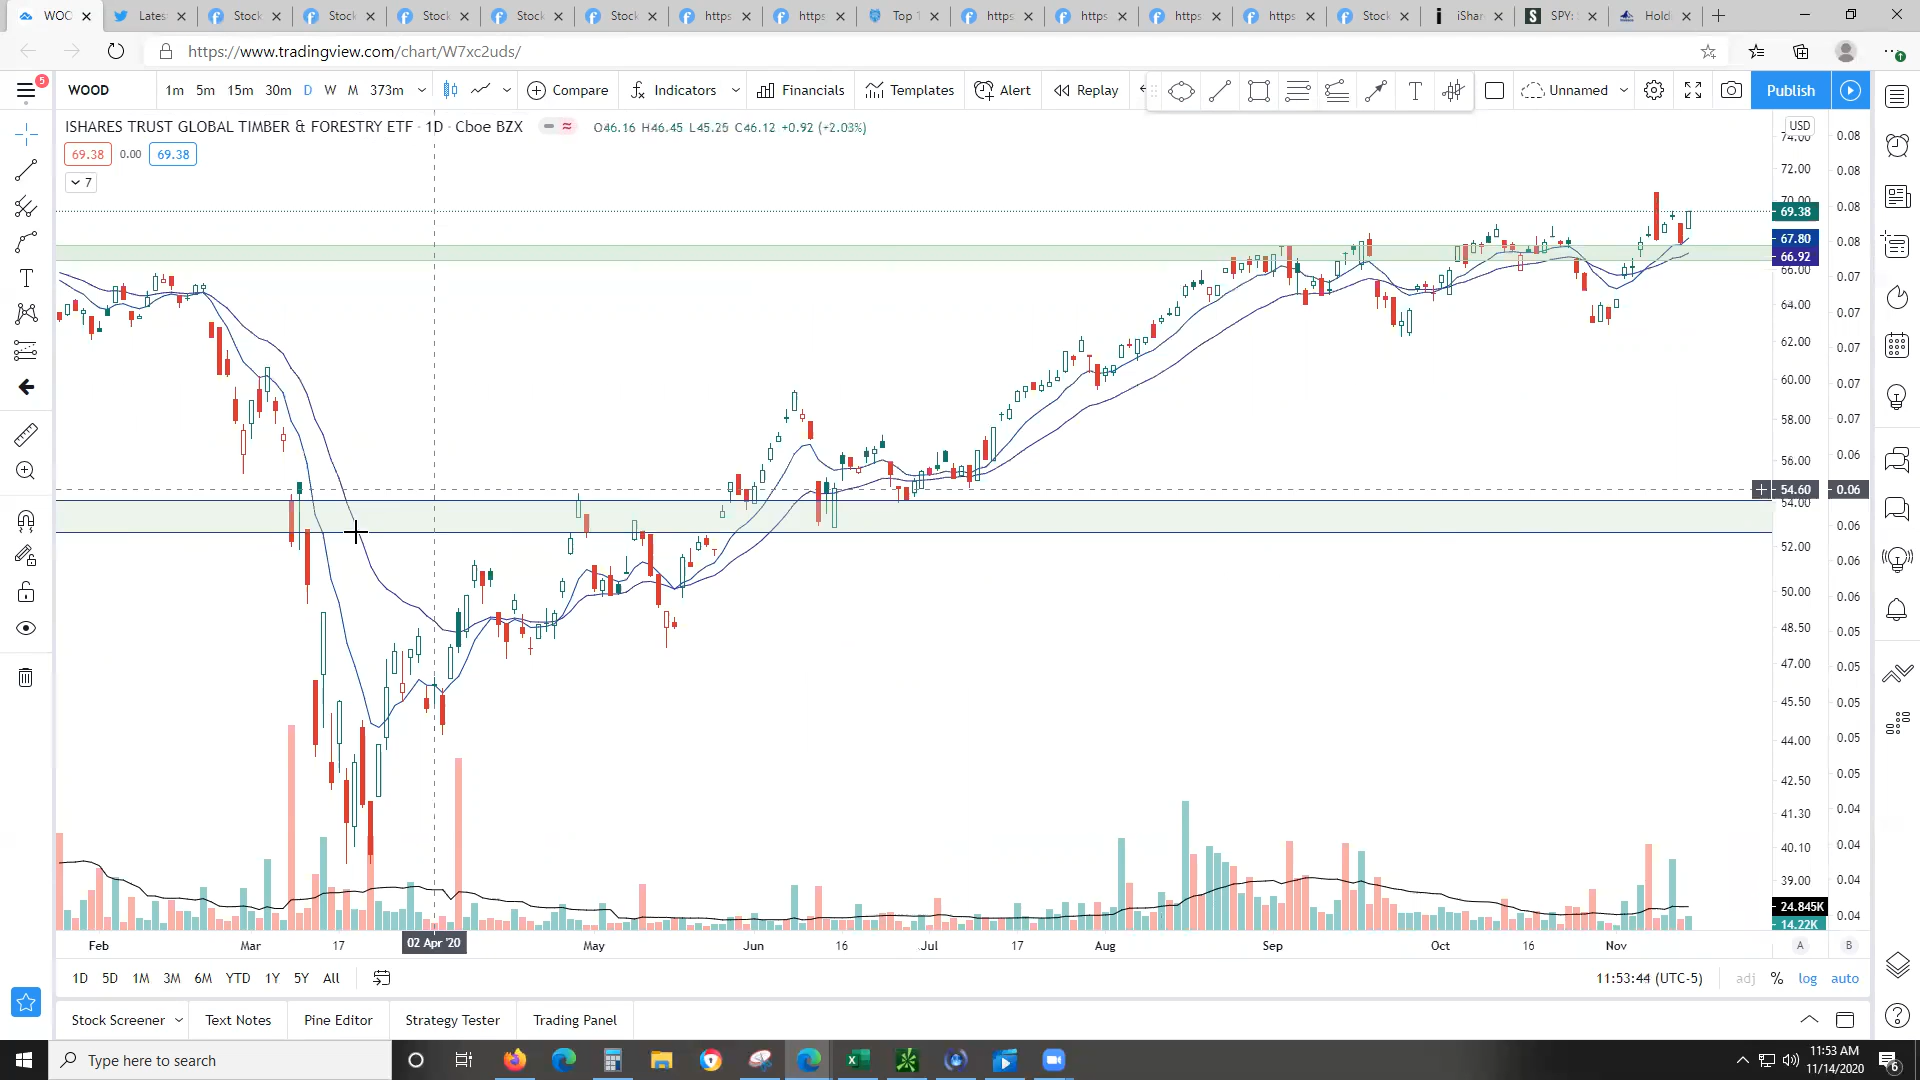 WOO
Latest
Stock
Stock
Stock
Stock
Stock
https
https
Top 1
https
https
https
https
Stock
iShar
SPY:
Hold
https://www.tradingview.com/chart/W7xc2uds/
5
WOOD
1m 5m 15m 30m D W M 373m
Compare
Indicators
Financials
Templates
Alert
Replay
Unnamed
Publish
ISHARES TRUST GLOBAL TIMBER & FORESTRY ETF · 1D · Cboe BZX
O46.16 H46.45 L45.25 C46.12 +0.92 (+2.03%)
69.38 0.00 69.38
7
USD
74.00
72.00
70.00
69.38
67.80
66.92
66.00
64.00
62.00
60.00
58.00
56.00
54.60
54.00
52.00
50.00
48.50
47.00
45.50
44.00
42.50
41.30
40.10
39.00
24.845K
14.22K
0.08
0.08
0.08
0.08
0.07
0.07
0.07
0.07
0.07
0.06
0.06
0.06
0.06
0.06
0.05
0.05
0.05
0.05
0.05
0.04
0.04
0.04
0.04
Feb Mar 17 02 Apr '20 May Jun 16 Jul 17 Aug Sep Oct 16 Nov
A B
1D 5D 1M 3M 6M YTD 1Y 5Y All
11:53:44 (UTC-5) adj % log auto
Stock Screener Text Notes Pine Editor Strategy Tester Trading Panel
Type here to search
11:53 AM
11/14/2020
6